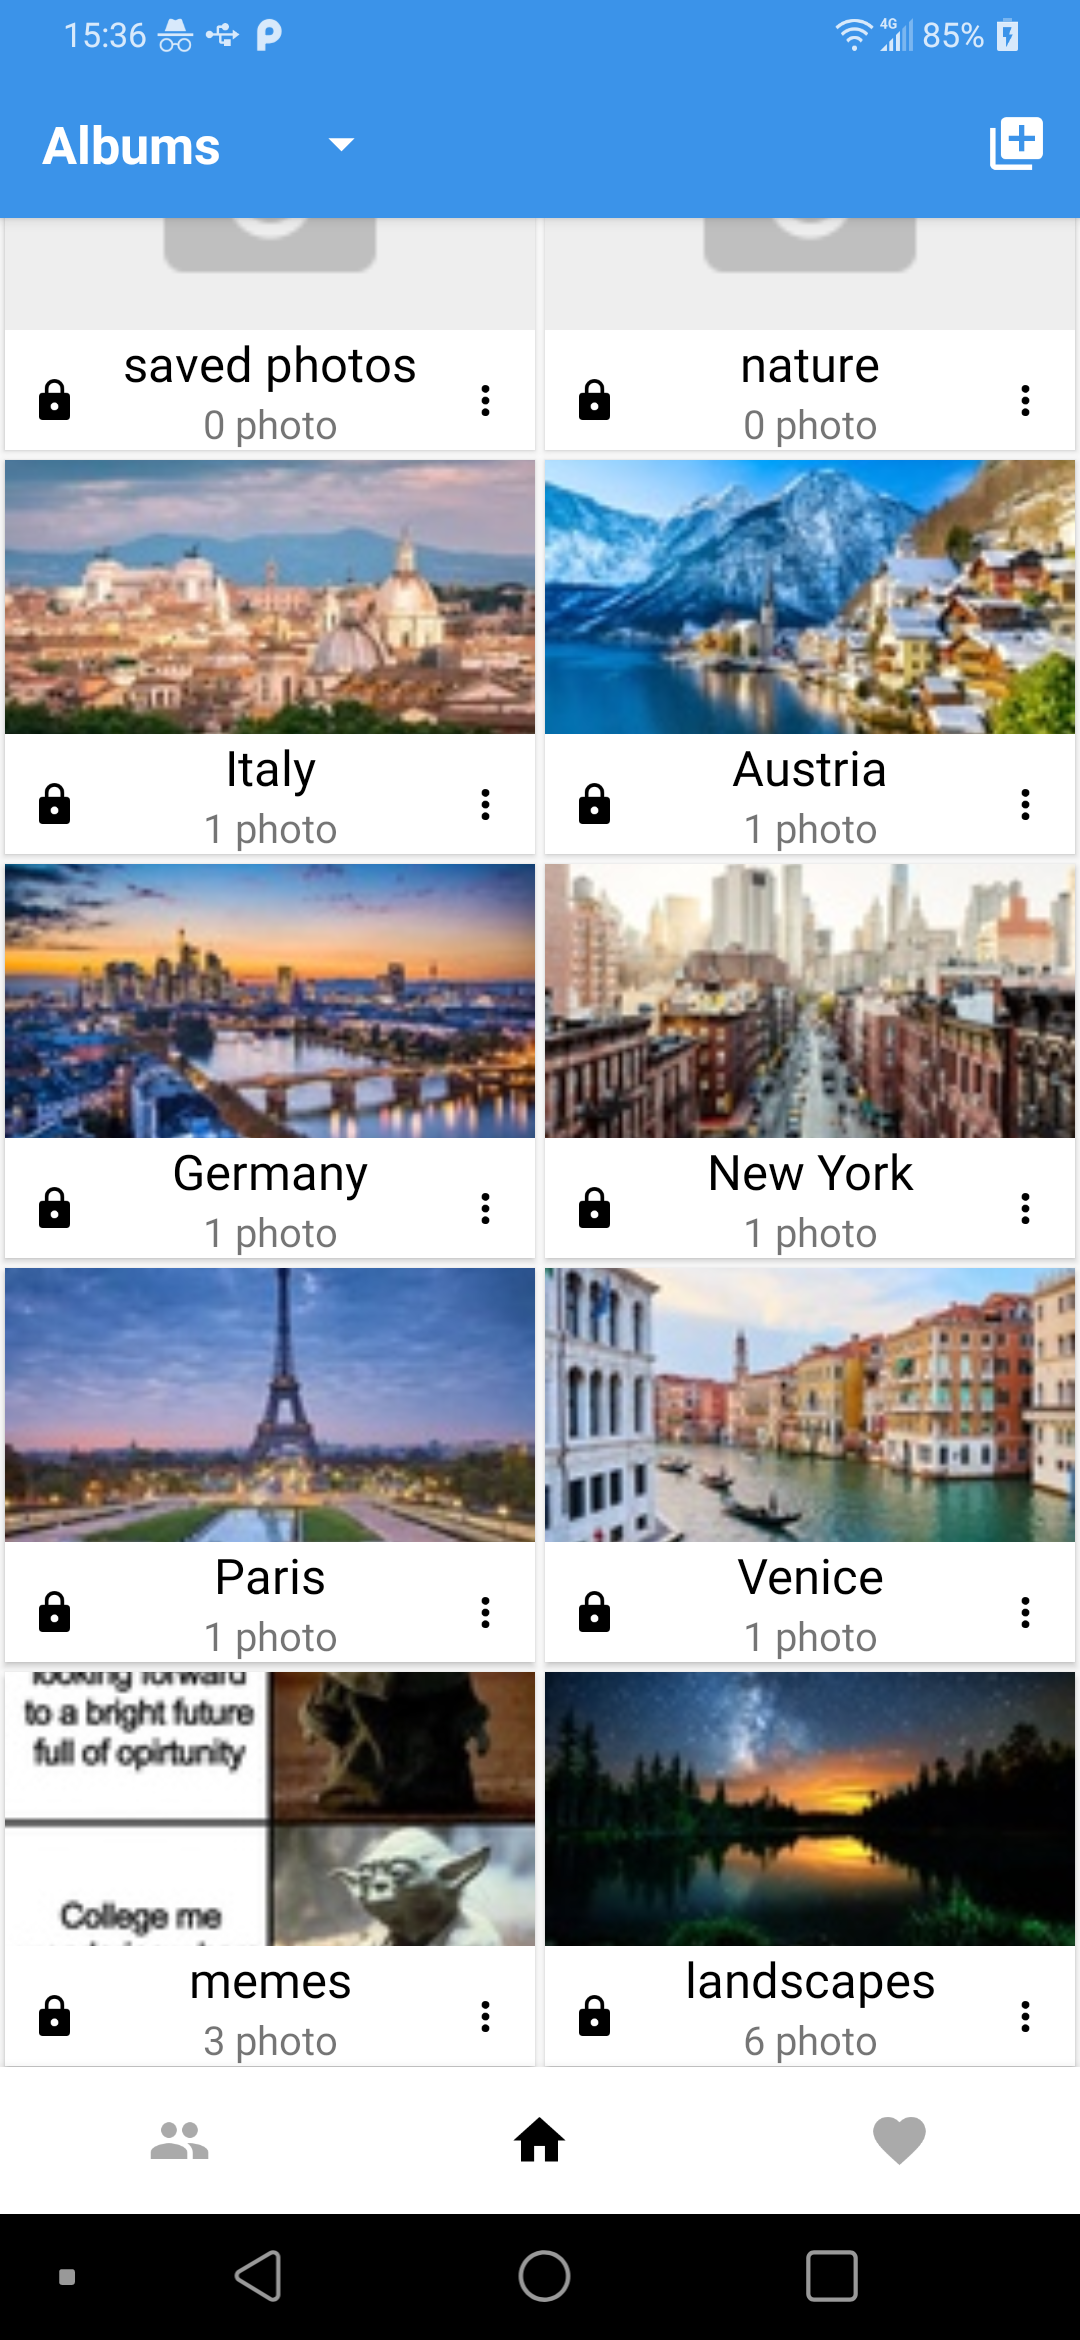 15:36
4G
85%
Albums
saved photos
0 photo
nature
0 photo
Italy
1 photo
Austria
1 photo
Germany
1 photo
New York
1 photo
Paris
1 photo
Venice
1 photo
looking forward
to a bright future
full of opirtunity
College me
memes
3 photo
landscapes
6 photo